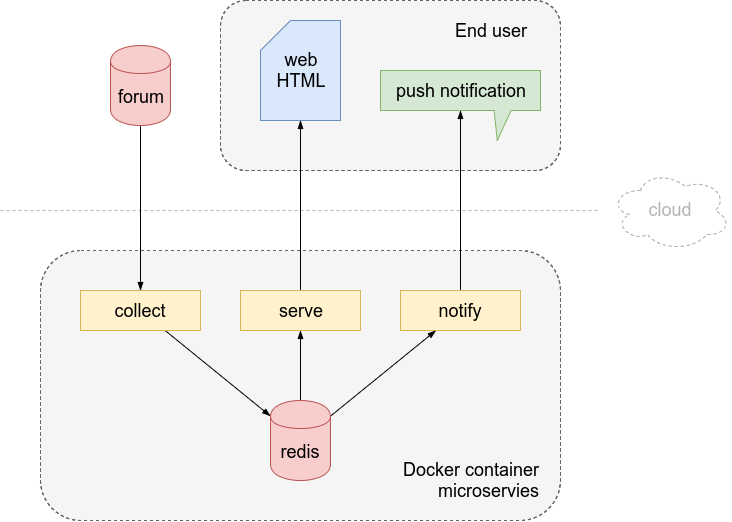 End user
web
HTML
push notification
forum
cloud
collect
serve
notify
redis
Docker container
microservies